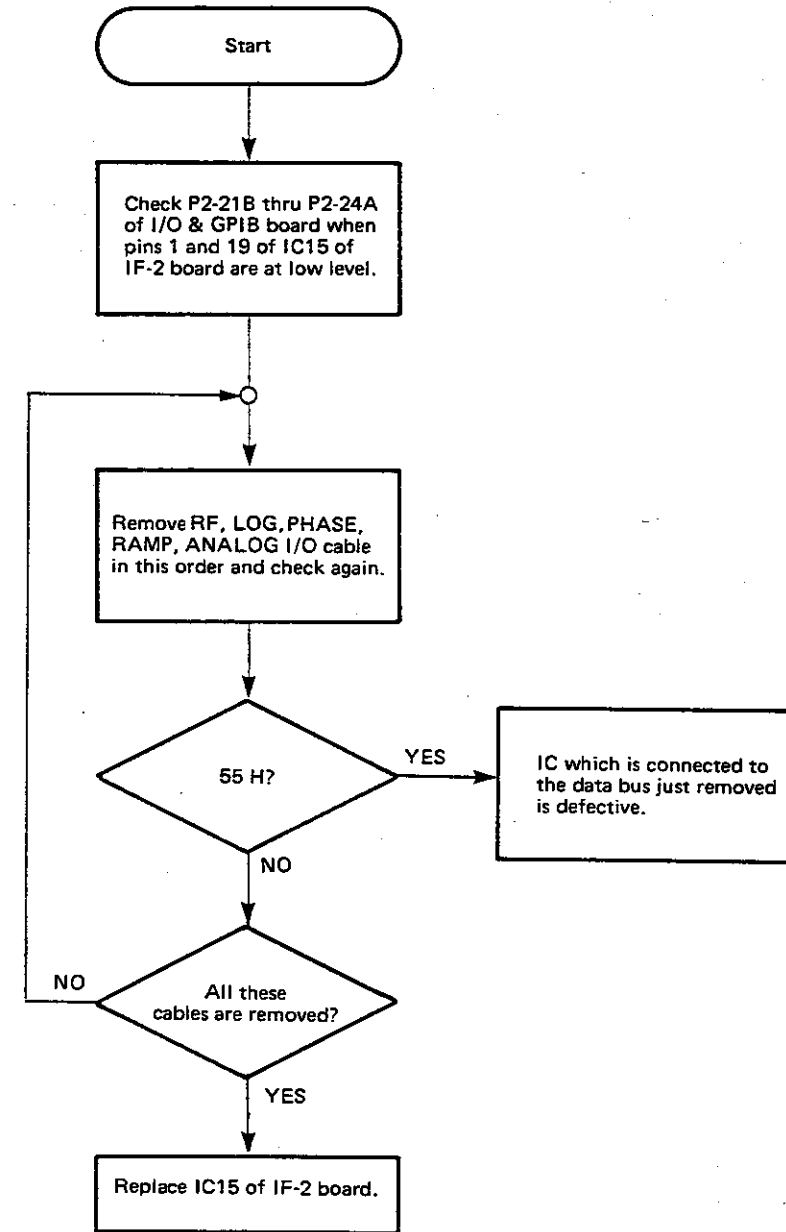 Start
Check P2-21B thru P2-24A
of I/O & GPIB board when
pins 1 and 19 of IC15 of
IF-2 board are at low level.
Remove RF, LOG, PHASE,
RAMP, ANALOG I/O cable
in this order and check again.
55 H?
YES
IC which is connected to
the data bus just removed
is defective.
NO
All these
cables are removed?
NO
YES
Replace IC15 of IF-2 board.